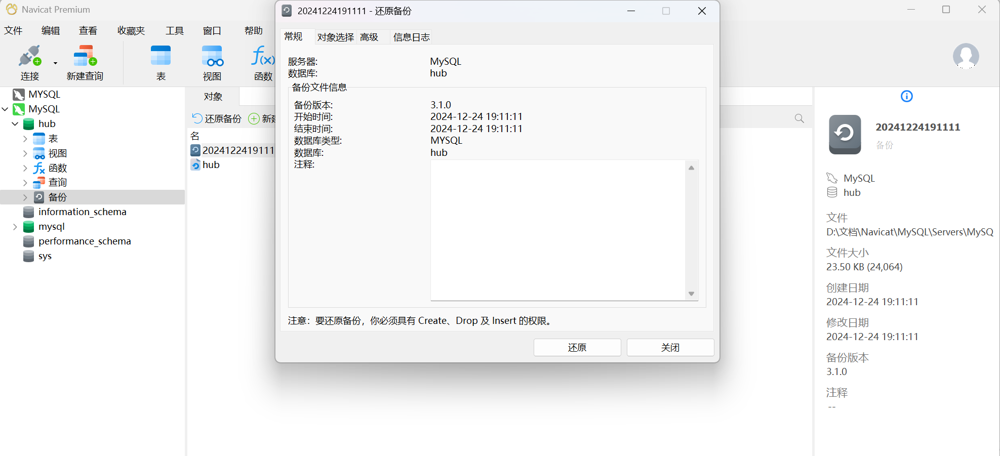 Navicat Premium
文件 编辑 查看 收藏夹 工具 窗口 帮助
连接 新建查询 表 视图 函数
MYSQL
MySQL
hub
表
视图
函数
查询
备份
information_schema
mysql
performance_schema
sys
对象
还原备份 新建
名
2024122419111
hub
20241224191111 - 还原备份
常规 对象选择 高级 信息日志
服务器: MySQL
数据库: hub
备份文件信息
备份版本: 3.1.0
开始时间: 2024-12-24 19:11:11
结束时间: 2024-12-24 19:11:11
数据库类型: MYSQL
数据库: hub
注释:
注意：要还原备份，你必须具有 Create、Drop 及 Insert 的权限。
还原 关闭
20241224191111
备份
MySQL
hub
文件
D:\文档\Navicat\MySQL\Servers\MySQ
文件大小
23.50 KB (24,064)
创建日期
2024-12-24 19:11:11
修改日期
2024-12-24 19:11:11
备份版本
3.1.0
注释
--